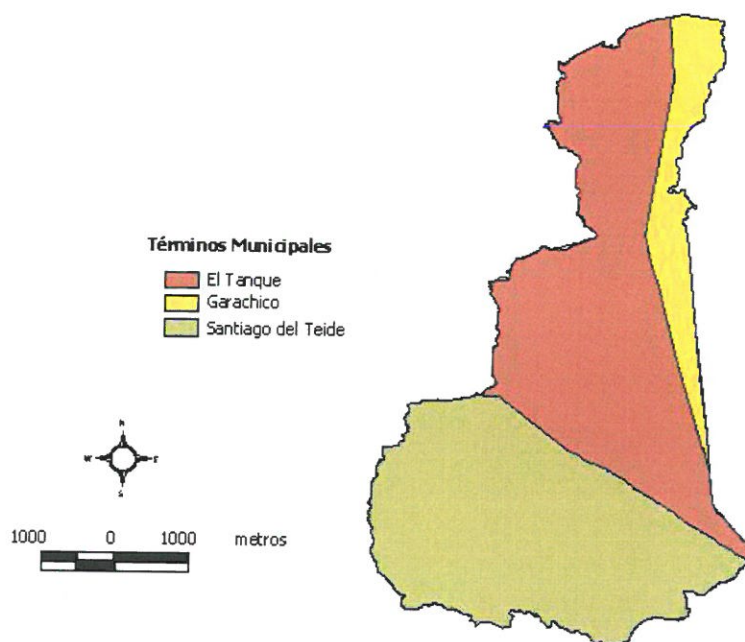 Términos Municipales
El Tanque
Garachico
Santiago del Teide
N
W E
S
1000 0 1000 metros